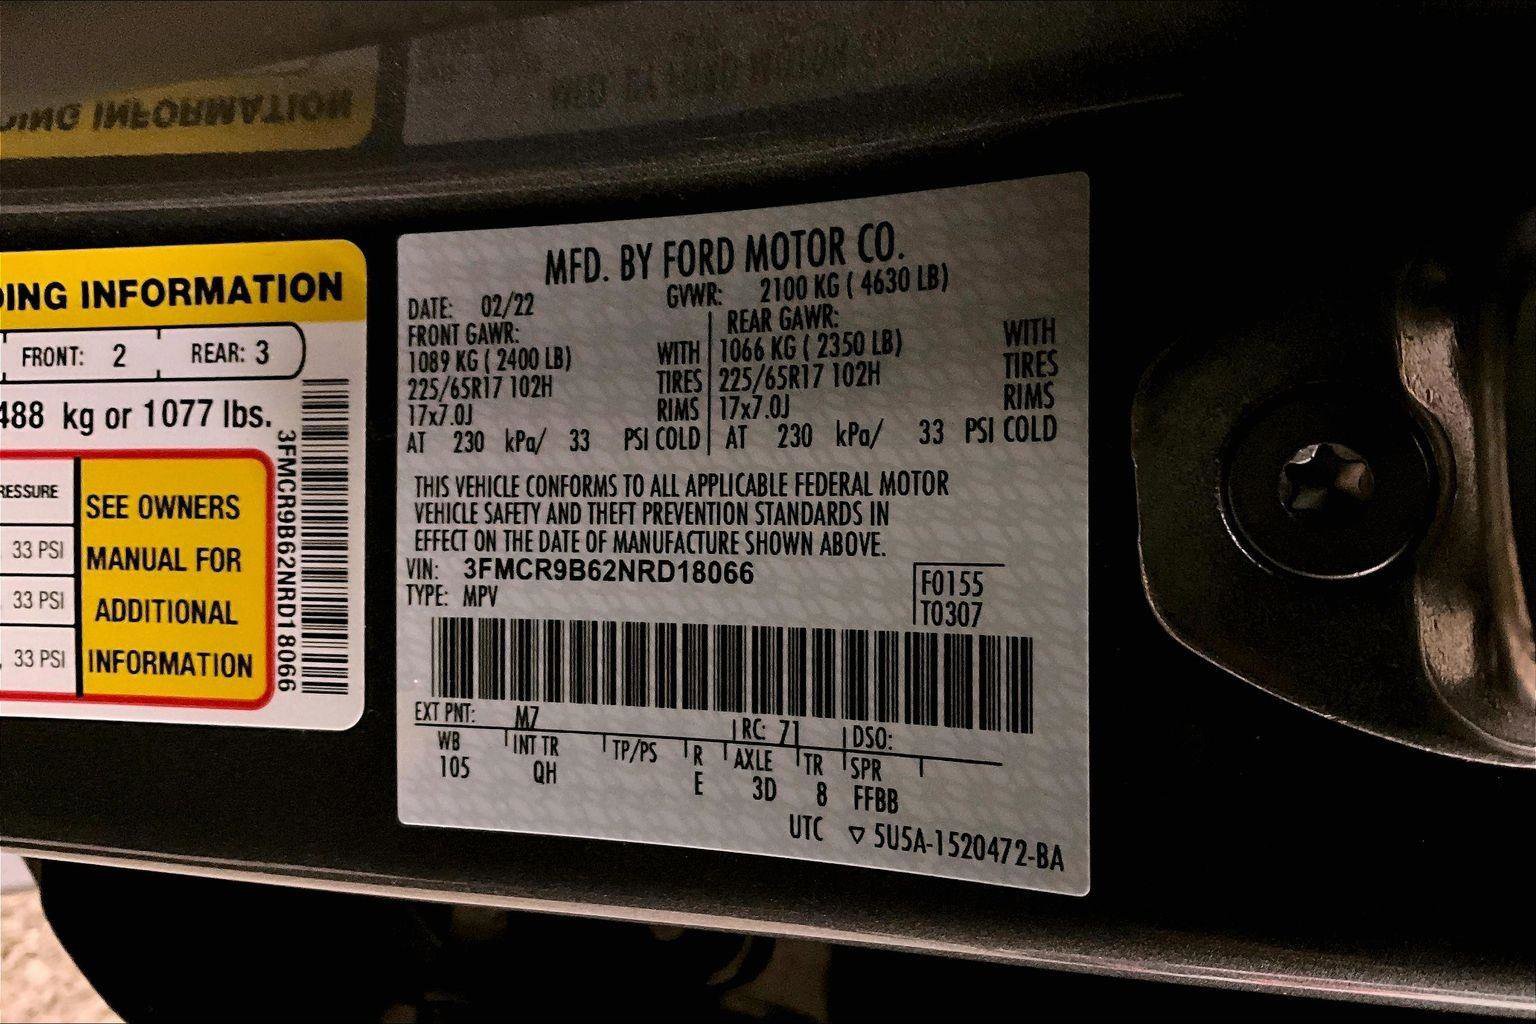 DING INFORMATION
FRONT: 2 REAR: 3
488 kg or 1077 lbs.
RESSURE
33 PSI
33 PSI
33 PSI
SEE OWNERS
MANUAL FOR
ADDITIONAL
INFORMATION
3FMCR9B62NRD18066
MFD. BY FORD MOTOR CO.
DATE: 02/22 GVWR: 2100 KG ( 4630 LB)
FRONT GAWR: REAR GAWR:
1089 KG ( 2400 LB) WITH 1066 KG ( 2350 LB) WITH
225/65R17 102H TIRES 225/65R17 102H TIRES
17x7.0J RIMS 17x7.0J RIMS
AT 230 kPa/ 33 PSI COLD AT 230 kPa/ 33 PSI COLD
THIS VEHICLE CONFORMS TO ALL APPLICABLE FEDERAL MOTOR
VEHICLE SAFETY AND THEFT PREVENTION STANDARDS IN
EFFECT ON THE DATE OF MANUFACTURE SHOWN ABOVE.
VIN: 3FMCR9B62NRD18066 F0155
TYPE: MPV T0307
EXT PNT: M7 RC: 71 DSO:
WB INT TR TP/PS R AXLE TR SPR
105 QH E 3D 8 FFBB
UTC ▽ 5U5A-1520472-BA